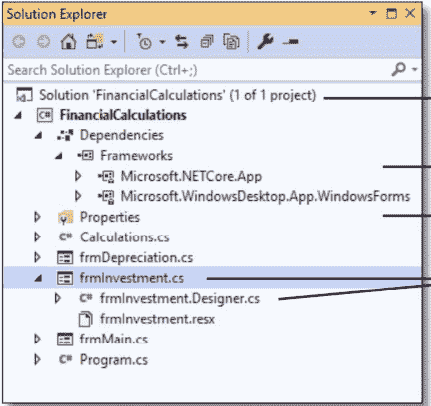 Solution Explorer
Search Solution Explorer (Ctrl+;)
Solution 'FinancialCalculations' (1 of 1 project)
C# FinancialCalculations
Dependencies
Frameworks
Microsoft.NETCore.App
Microsoft.WindowsDesktop.App.WindowsForms
Properties
C# Calculations.cs
frmDepreciation.cs
frmInvestment.cs
C# frmInvestment.Designer.cs
frmInvestment.resx
frmMain.cs
C# Program.cs